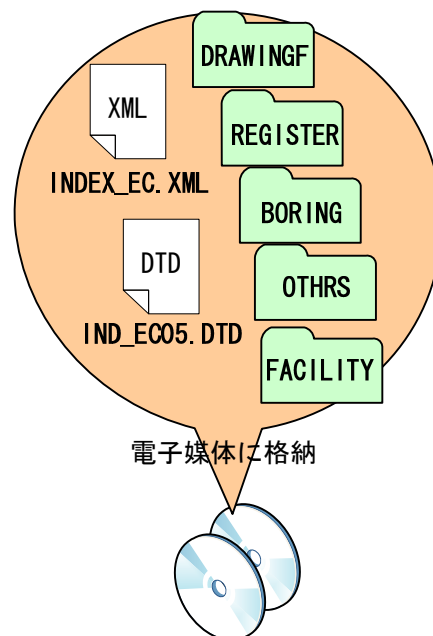 DRAWINGF
XML
REGISTER
INDEX_EC.XML
BORING
DTD
OTHRS
IND_EC05.DTD
FACILITY
電子媒体に格納